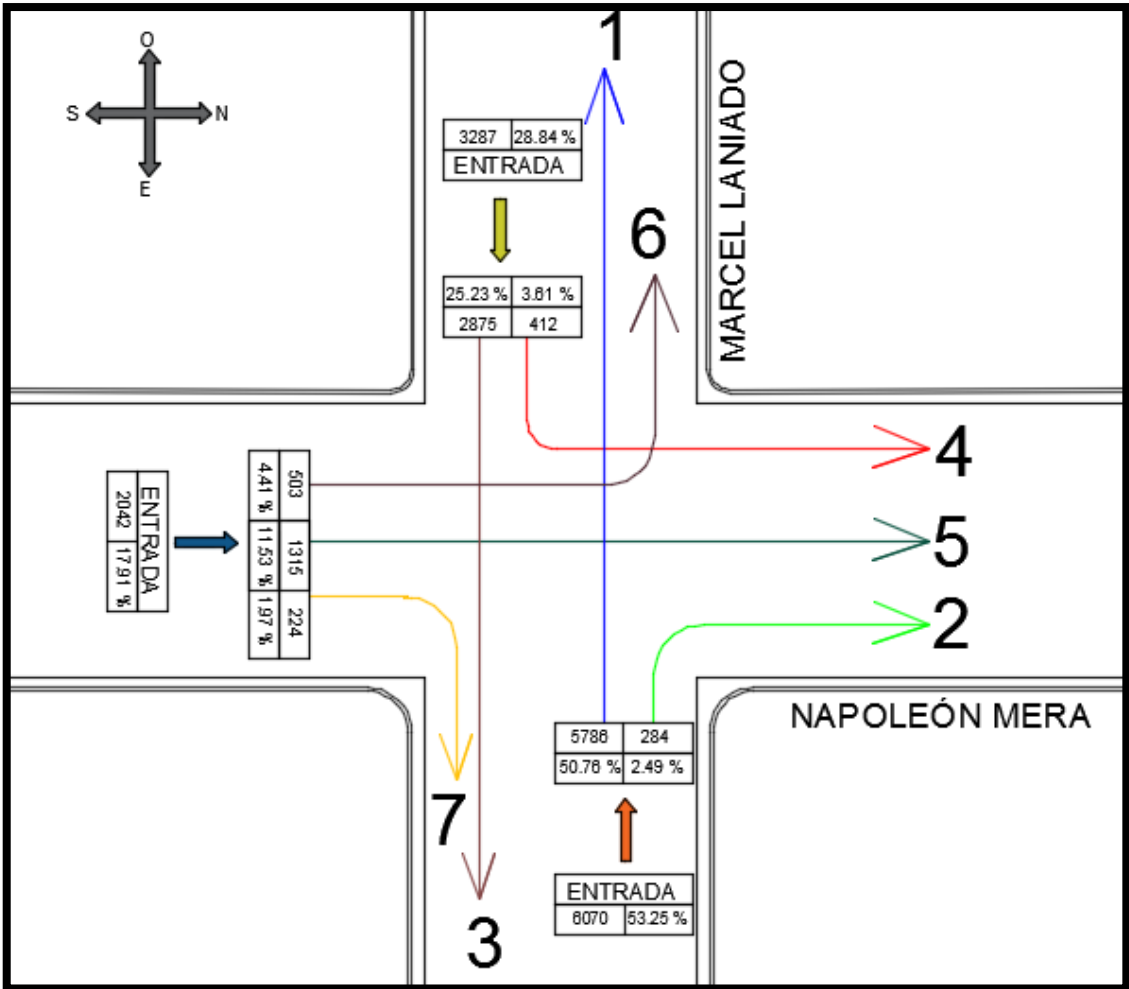 1
O
S N
E
MARCEL LANIADO
3287 28.84 %
ENTRADA
6
25.23 % 3.61 %
2875 412
4
503 1315 224
4.41 % 11.53 % 1.97 %
ENTRADA
2042 17.91 %
5
2
NAPOLEÓN MERA
5786 284
50.76 % 2.49 %
7
ENTRADA
6070 53.25 %
3